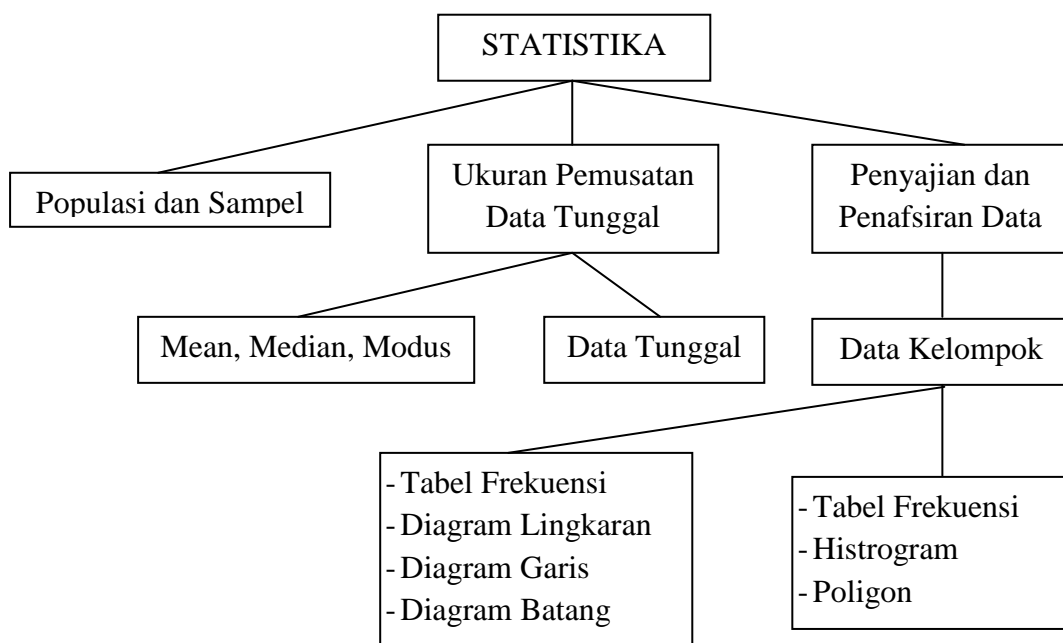 STATISTIKA
Populasi dan Sampel
Ukuran Pemusatan
Data Tunggal
Penyajian dan
Penafsiran Data
Mean, Median, Modus
Data Tunggal
Data Kelompok
- Tabel Frekuensi
- Diagram Lingkaran
- Diagram Garis
- Diagram Batang
- Tabel Frekuensi
- Histrogram
- Poligon